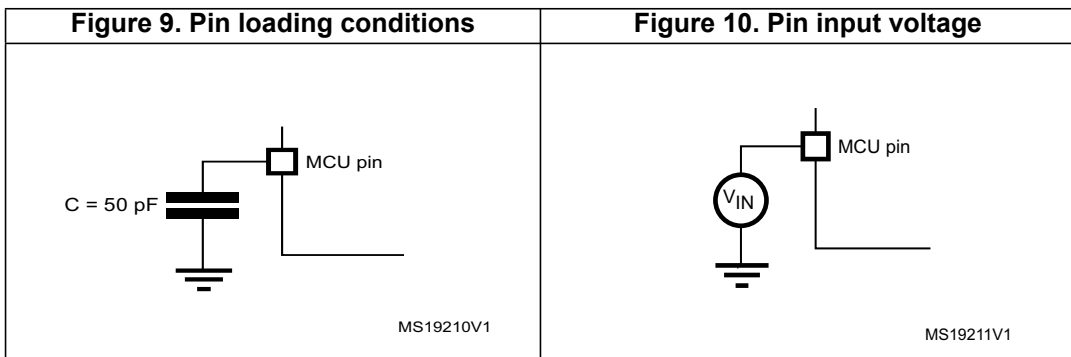 Figure 9. Pin loading conditions
Figure 10. Pin input voltage
MCU pin
C = 50 pF
MS19210V1
MCU pin
VIN
MS19211V1